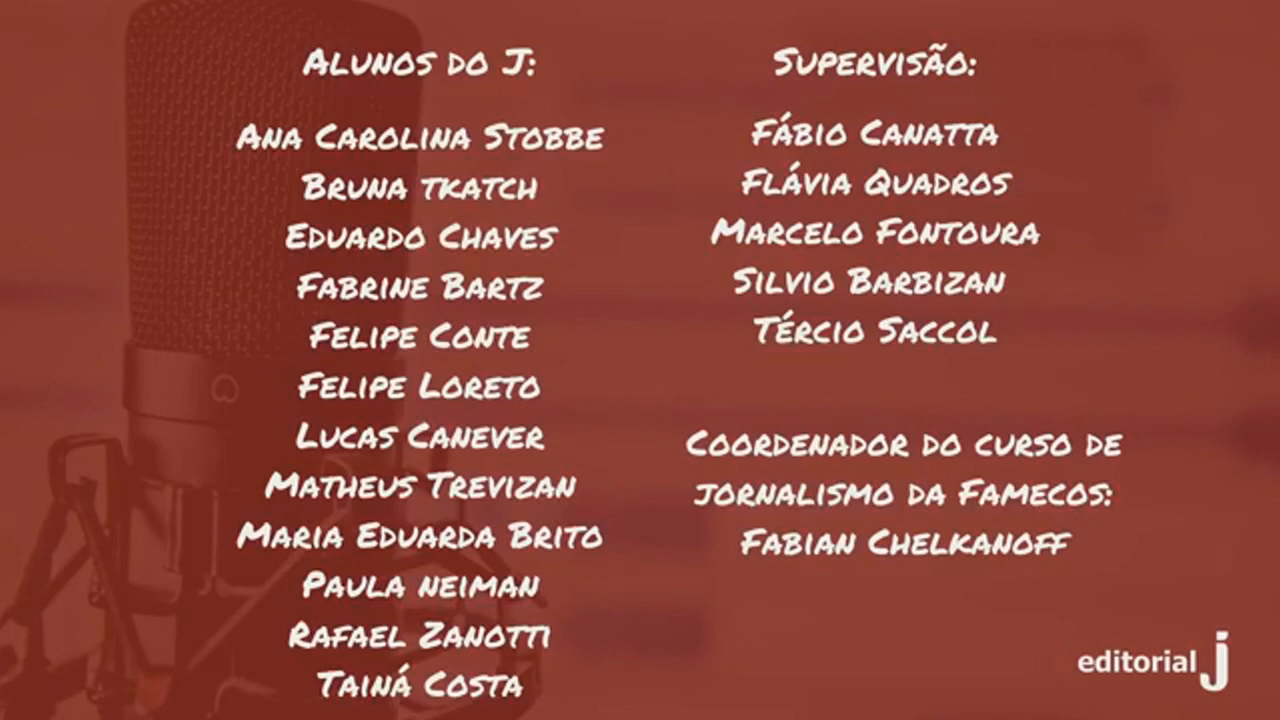 Alunos do J:
Ana Carolina Stobbe
Bruna tkatch
Eduardo Chaves
Fabrine Bartz
Felipe Conte
Felipe Loreto
Lucas Canever
Matheus Trevizan
Maria Eduarda Brito
Paula neiman
Rafael Zanotti
Tainá Costa
Supervisão:
Fábio Canatta
Flávia Quadros
Marcelo Fontoura
Silvio Barbizan
Tércio Saccol
Coordenador do curso de
jornalismo da Famecos:
Fabian Chelkanoff
editorial j